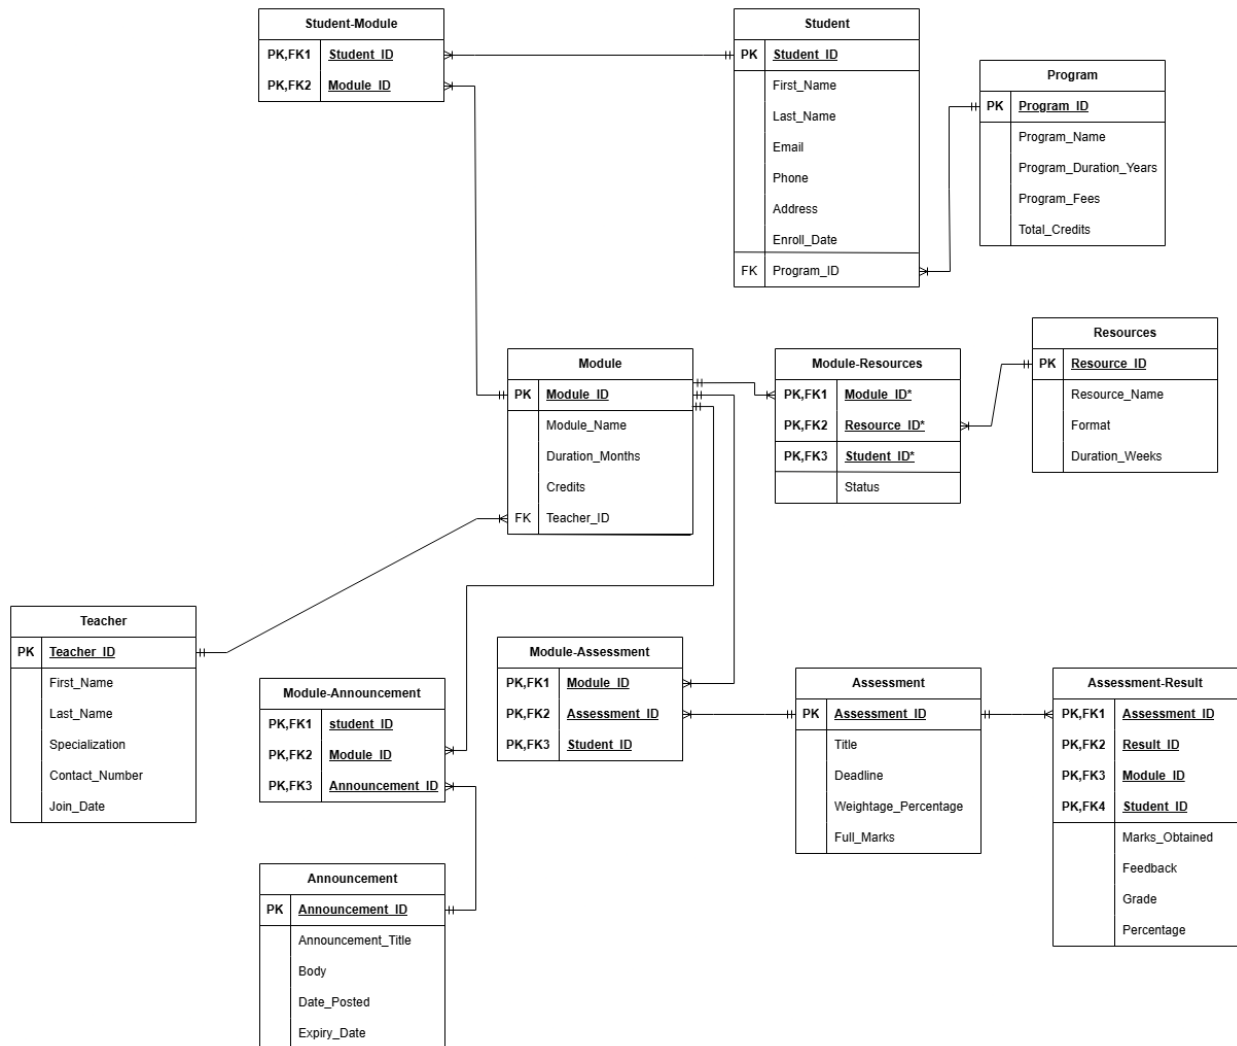 Student-Module
PK,FK1 Student_ID
PK,FK2 Module_ID
Student
PK Student_ID
First_Name
Last_Name
Email
Phone
Address
Enroll_Date
FK Program_ID
Program
PK Program_ID
Program_Name
Program_Duration_Years
Program_Fees
Total_Credits
Module
PK Module_ID
Module_Name
Duration_Months
Credits
FK Teacher_ID
Module-Resources
PK,FK1 Module_ID*
PK,FK2 Resource_ID*
PK,FK3 Student_ID*
Status
Resources
PK Resource_ID
Resource_Name
Format
Duration_Weeks
Teacher
PK Teacher_ID
First_Name
Last_Name
Specialization
Contact_Number
Join_Date
Module-Announcement
PK,FK1 student_ID
PK,FK2 Module_ID
PK,FK3 Announcement_ID
Module-Assessment
PK,FK1 Module_ID
PK,FK2 Assessment_ID
PK,FK3 Student_ID
Assessment
PK Assessment_ID
Title
Deadline
Weightage_Percentage
Full_Marks
Assessment-Result
PK,FK1 Assessment_ID
PK,FK2 Result_ID
PK,FK3 Module_ID
PK,FK4 Student_ID
Marks_Obtained
Feedback
Grade
Percentage
Announcement
PK Announcement_ID
Announcement_Title
Body
Date_Posted
Expiry_Date